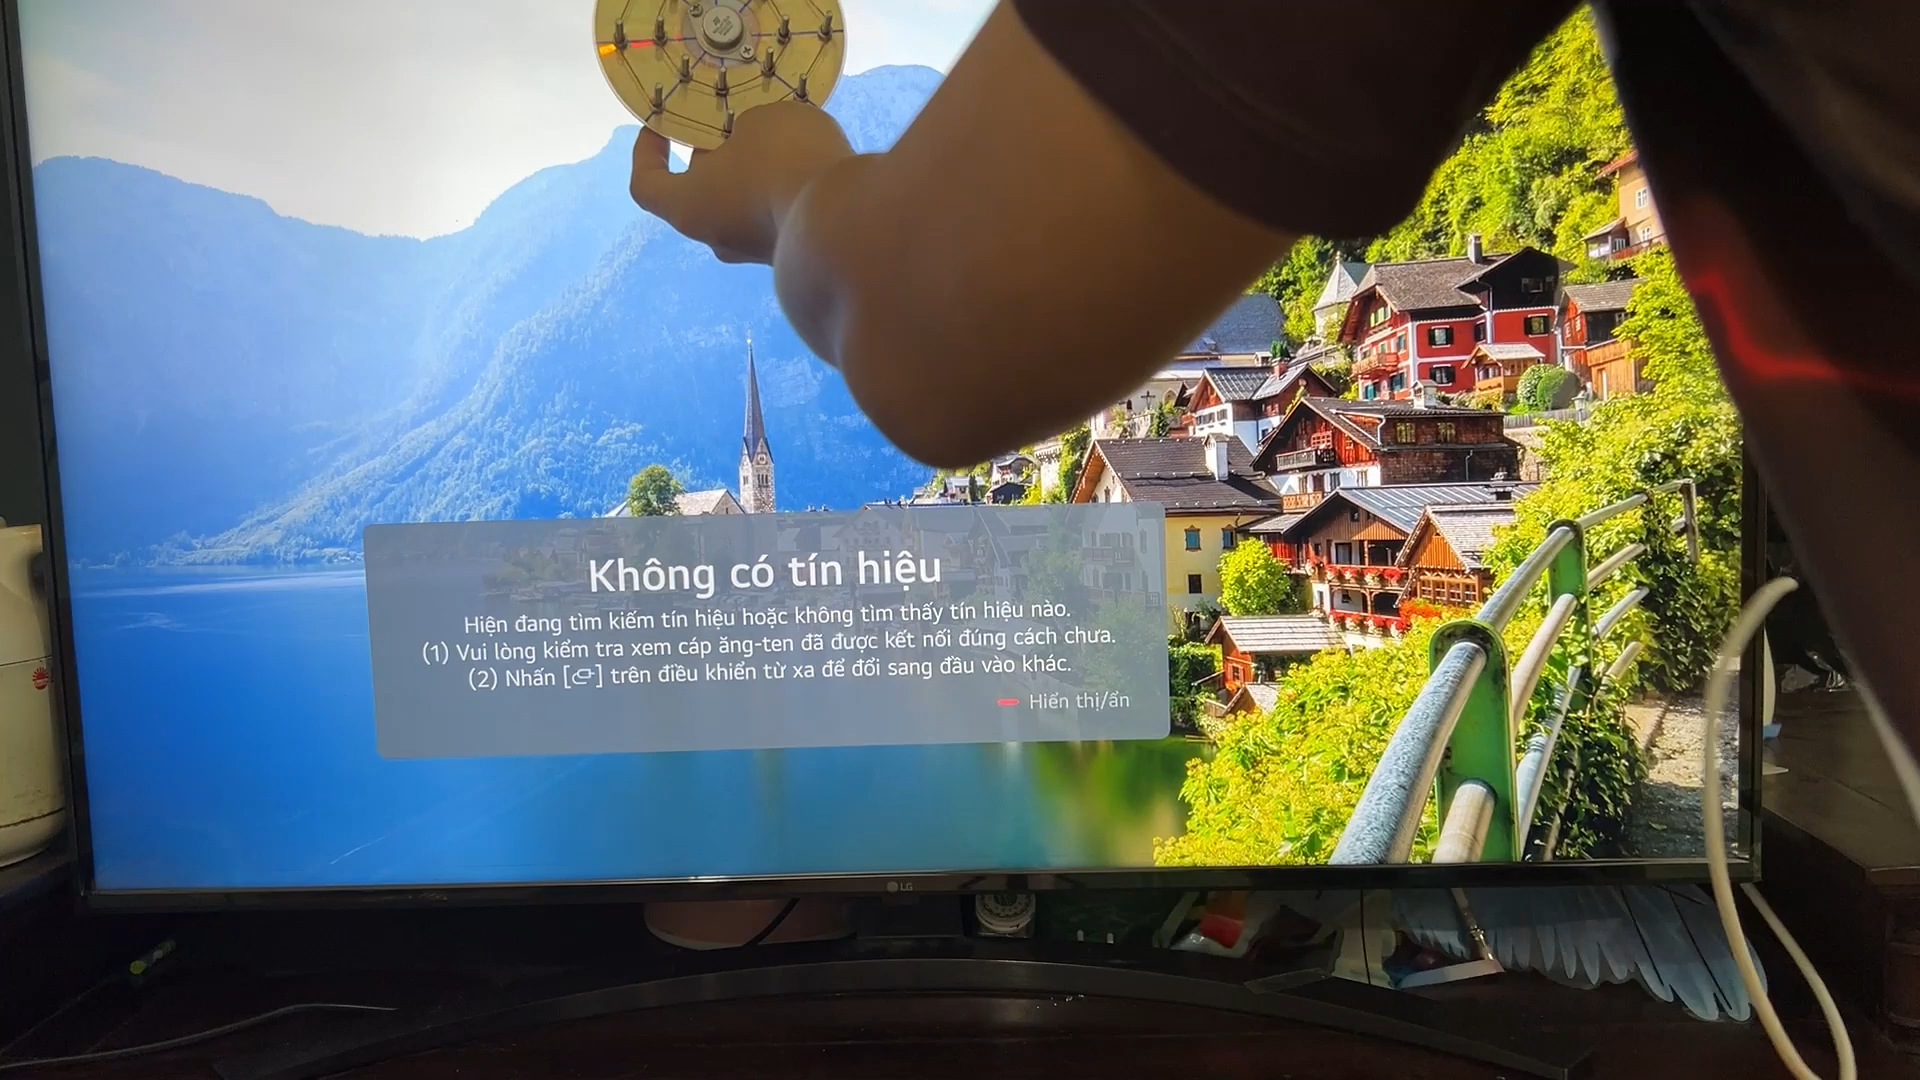 Không có tín hiệu
Hiện đang tìm kiếm tín hiệu hoặc không tìm thấy tín hiệu nào.
(1) Vui lòng kiểm tra xem cáp ăng-ten đã được kết nối đúng cách chưa.
(2) Nhấn [⮺] trên điều khiển từ xa để đổi sang đầu vào khác.
Hiển thị/ẩn
LG